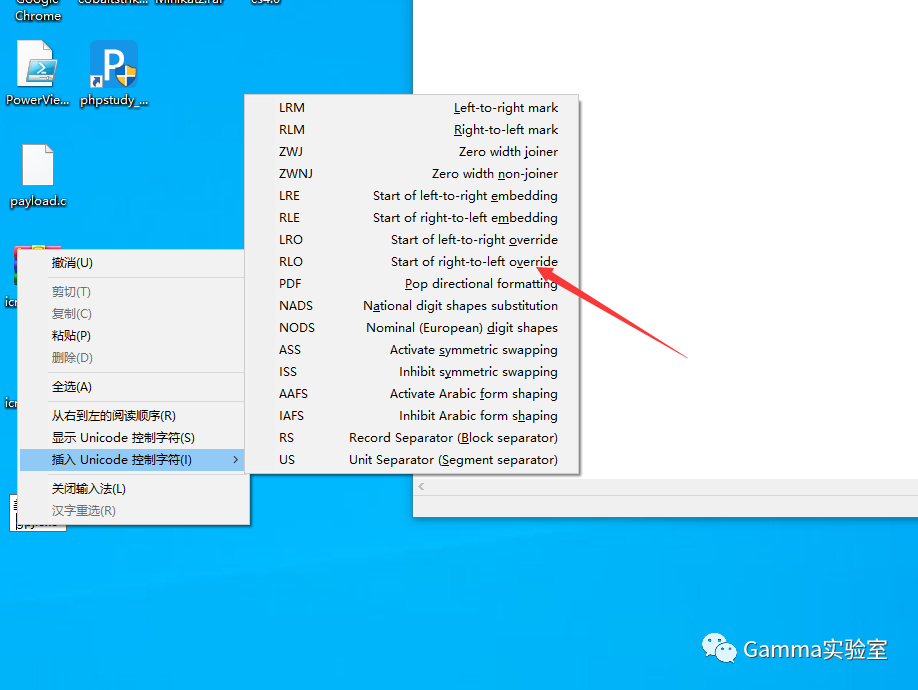 Google
Chrome
cobaltstrik...
cs4.0
PowerVie...
phpstudy_...
payload.c
撤消(U)
剪切(T)
复制(C)
粘贴(P)
删除(D)
全选(A)
从右到左的阅读顺序(R)
显示 Unicode 控制字符(S)
插入 Unicode 控制字符(I)
关闭输入法(L)
汉字重选(R)
LRM Left-to-right mark
RLM Right-to-left mark
ZWJ Zero width joiner
ZWNJ Zero width non-joiner
LRE Start of left-to-right embedding
RLE Start of right-to-left embedding
LRO Start of left-to-right override
RLO Start of right-to-left override
PDF Pop directional formatting
NADS National digit shapes substitution
NODS Nominal (European) digit shapes
ASS Activate symmetric swapping
ISS Inhibit symmetric swapping
AAFS Activate Arabic form shaping
IAFS Inhibit Arabic form shaping
RS Record Separator (Block separator)
US Unit Separator (Segment separator)
Gamma实验室